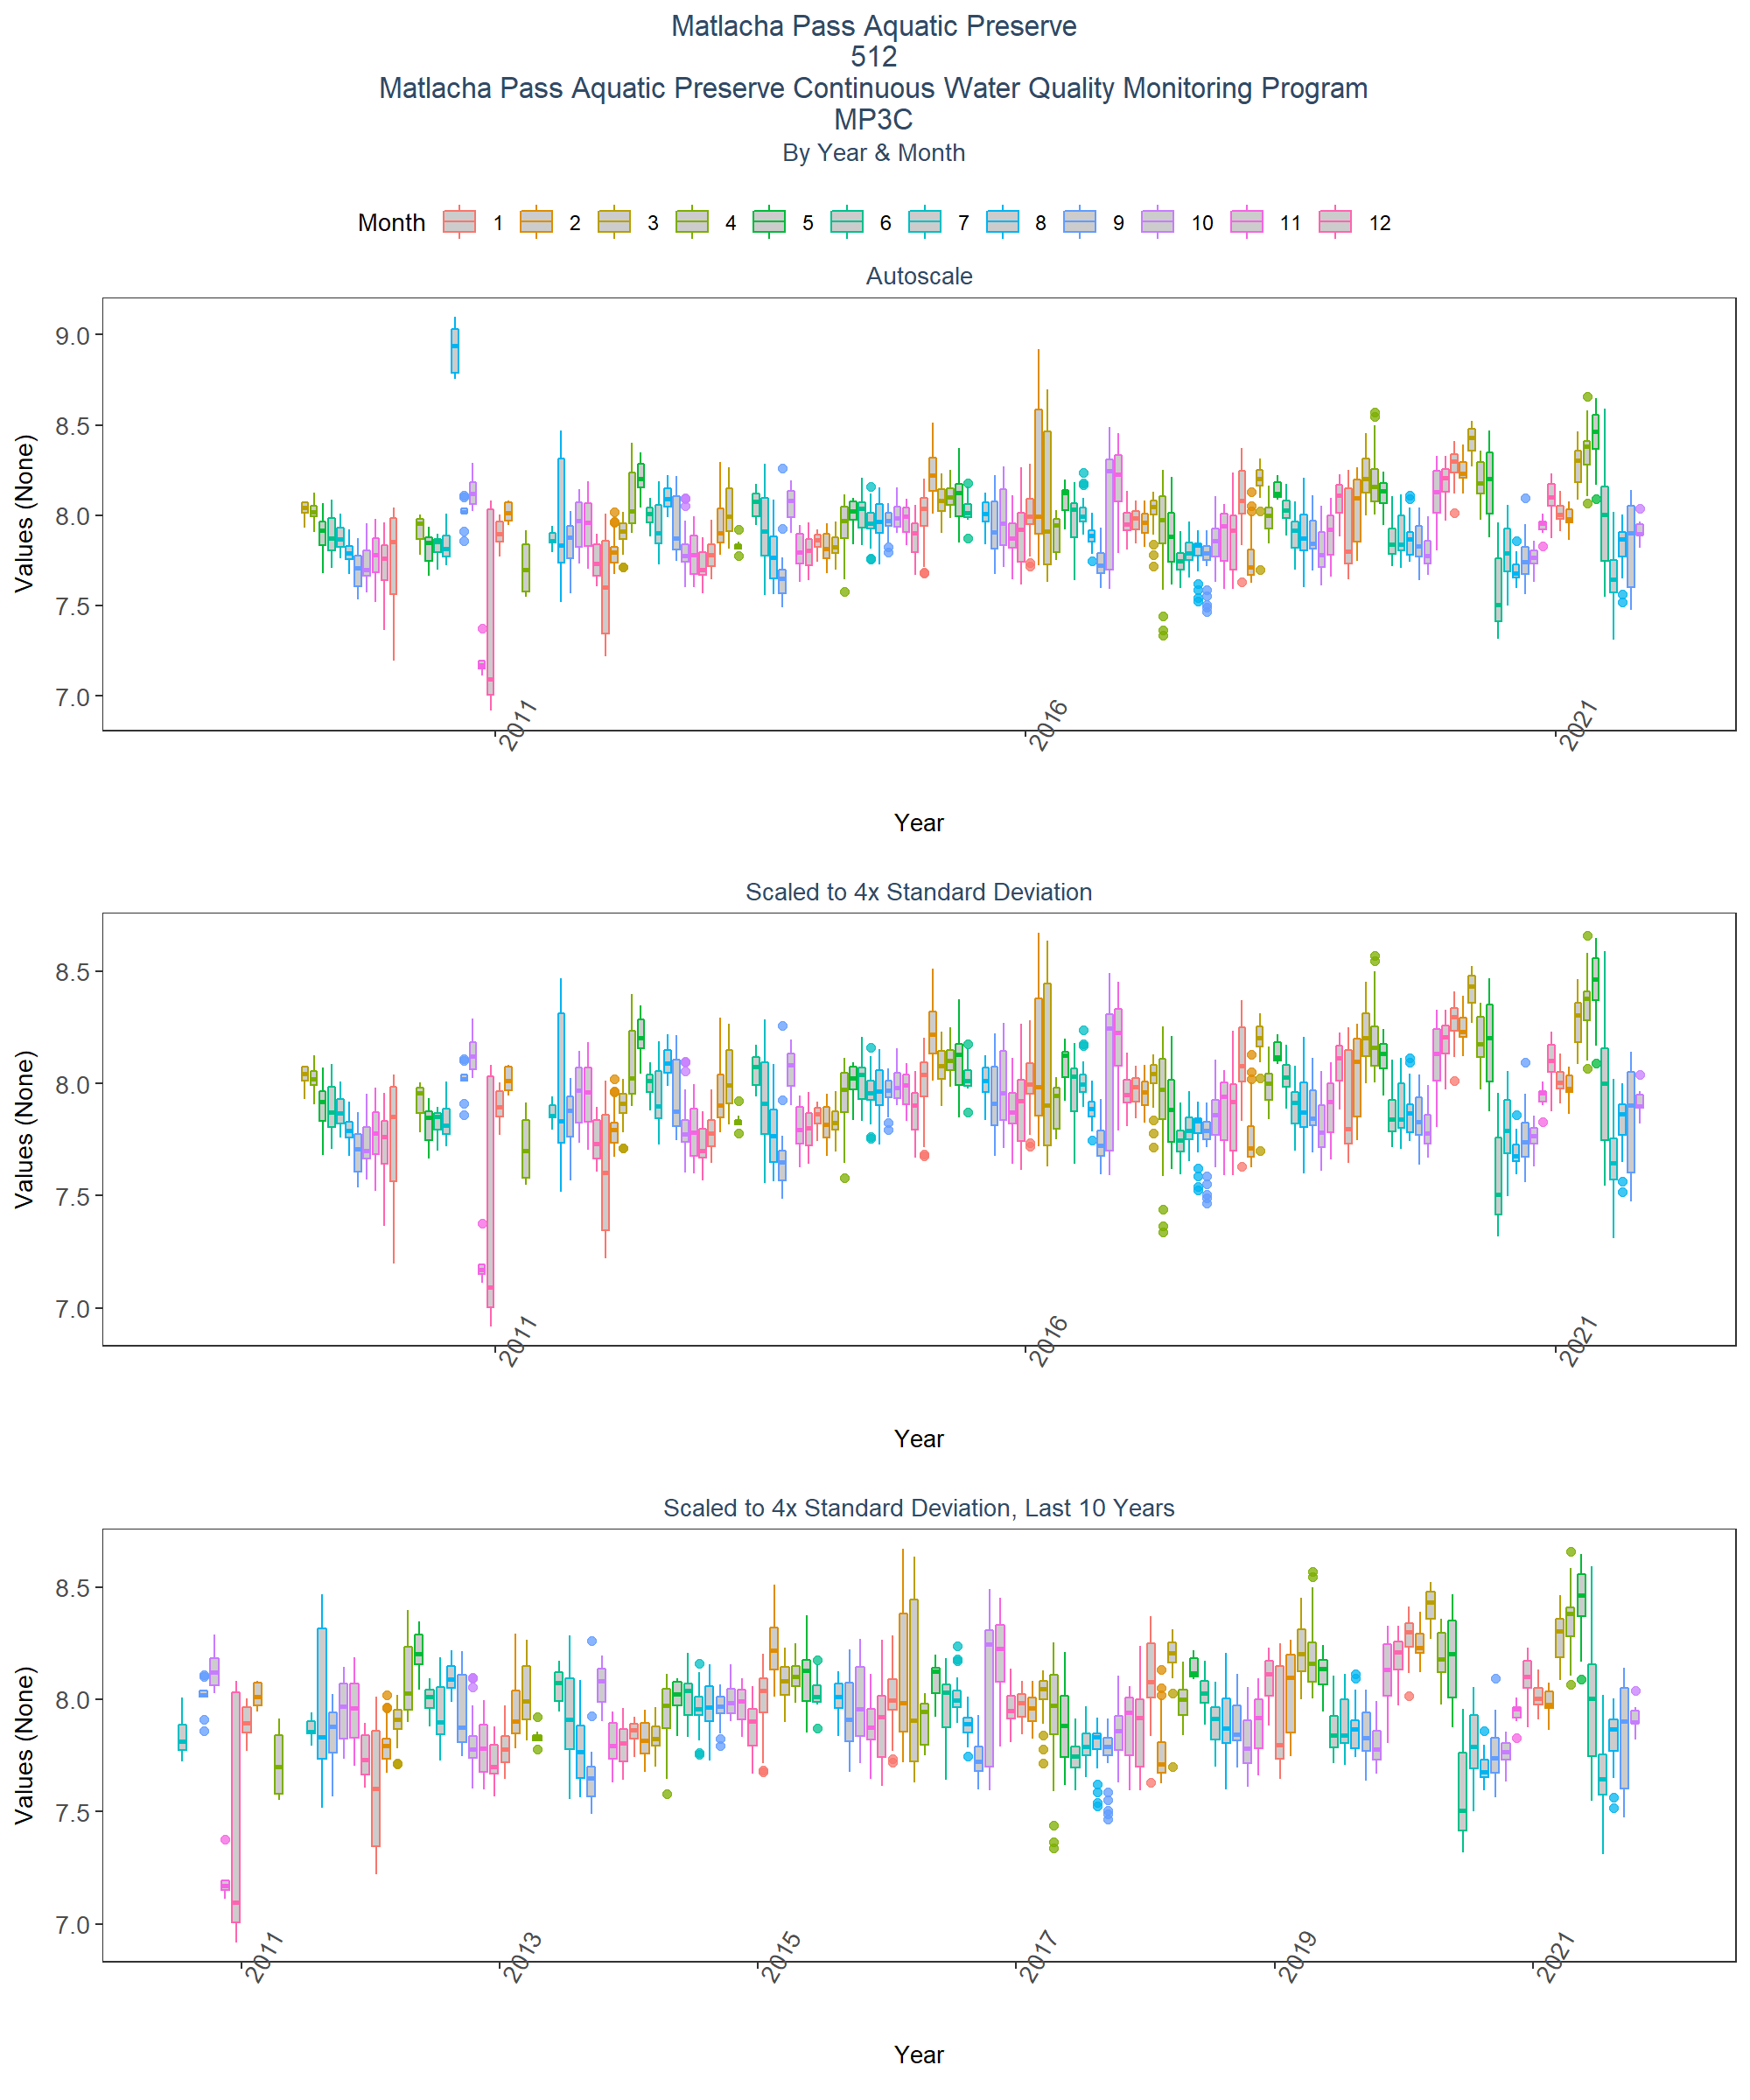 Matlacha Pass Aquatic Preserve
512
Matlacha Pass Aquatic Preserve Continuous Water Quality Monitoring Program
MP3C
By Year & Month
Month 1 2 3 4 5 6 7 8 9 10 11 12
Autoscale
Values (None)
9.0
8.5
8.0
7.5
7.0
2011 2016 2021
Year
Scaled to 4x Standard Deviation
Values (None)
8.5
8.0
7.5
7.0
2011 2016 2021
Year
Scaled to 4x Standard Deviation, Last 10 Years
Values (None)
8.5
8.0
7.5
7.0
2011 2013 2015 2017 2019 2021
Year